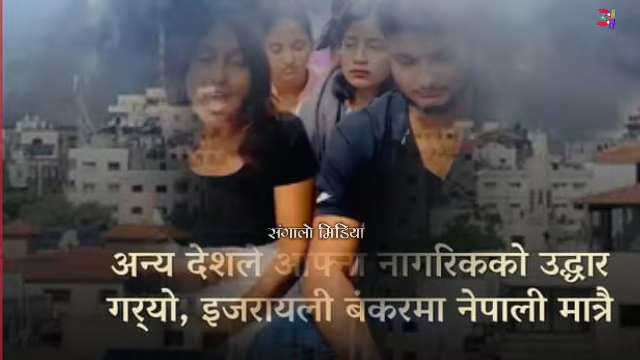 संगालो मिडिया
अन्य देशले आफ्ना नागरिकको उद्धार
गर्‍यो, इजरायली बंकरमा नेपाली मात्रै